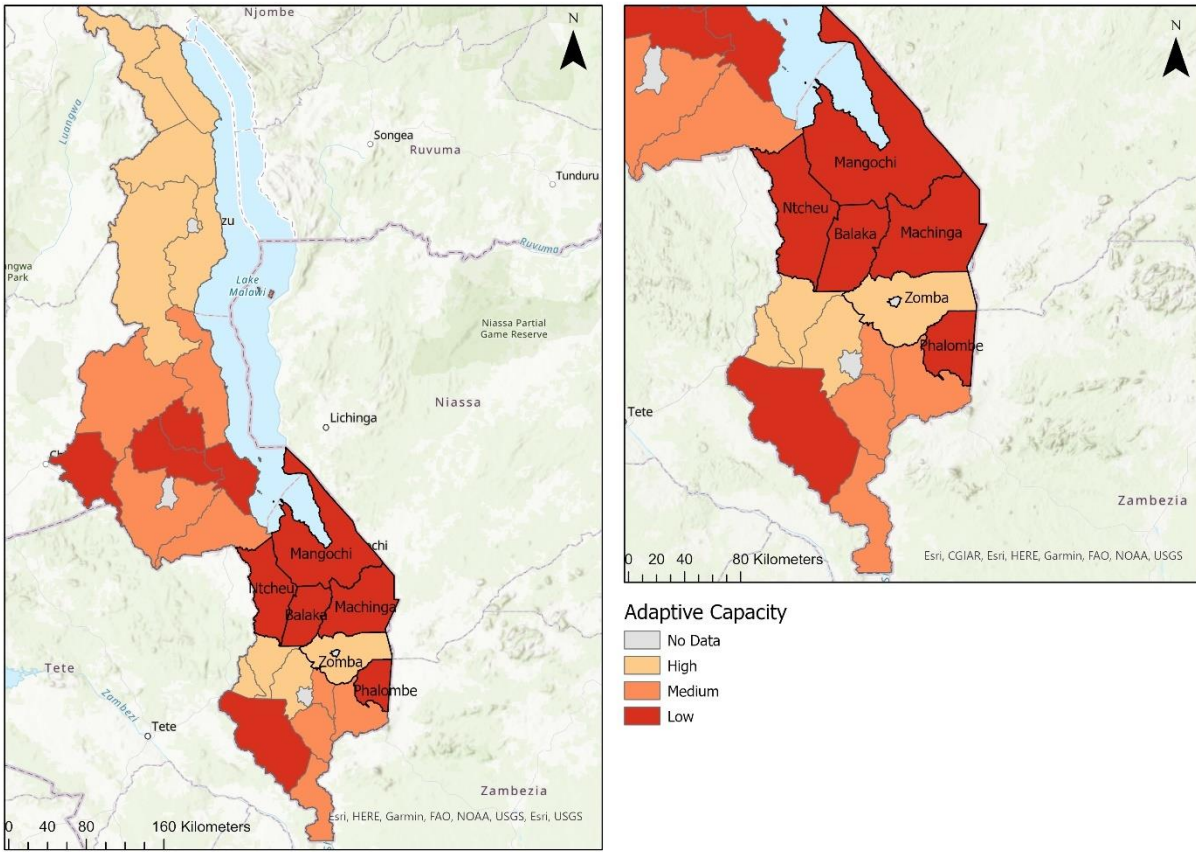 Njombe
N
Luangwa
Songea
Ruvuma
Tunduru
zu
Ruvuma
angwa
Park
Lake
Malawi
Niassa Partial
Game Reserve
Niassa
Lichinga
Ch
Mangochi
chi
Ntcheu
Balaka
Machinga
Zomba
Phalombe
Tete
Zambezi
Tete
Zambezia
Esri, HERE, Garmin, FAO, NOAA, USGS, Esri, USGS
0 40 80 160 Kilometers
N
Mangochi
Ntcheu
Balaka
Machinga
Zomba
Phalombe
Tete
Zambezia
Esri, CGIAR, Esri, HERE, Garmin, FAO, NOAA, USGS
0 20 40 80 Kilometers
Adaptive Capacity
No Data
High
Medium
Low